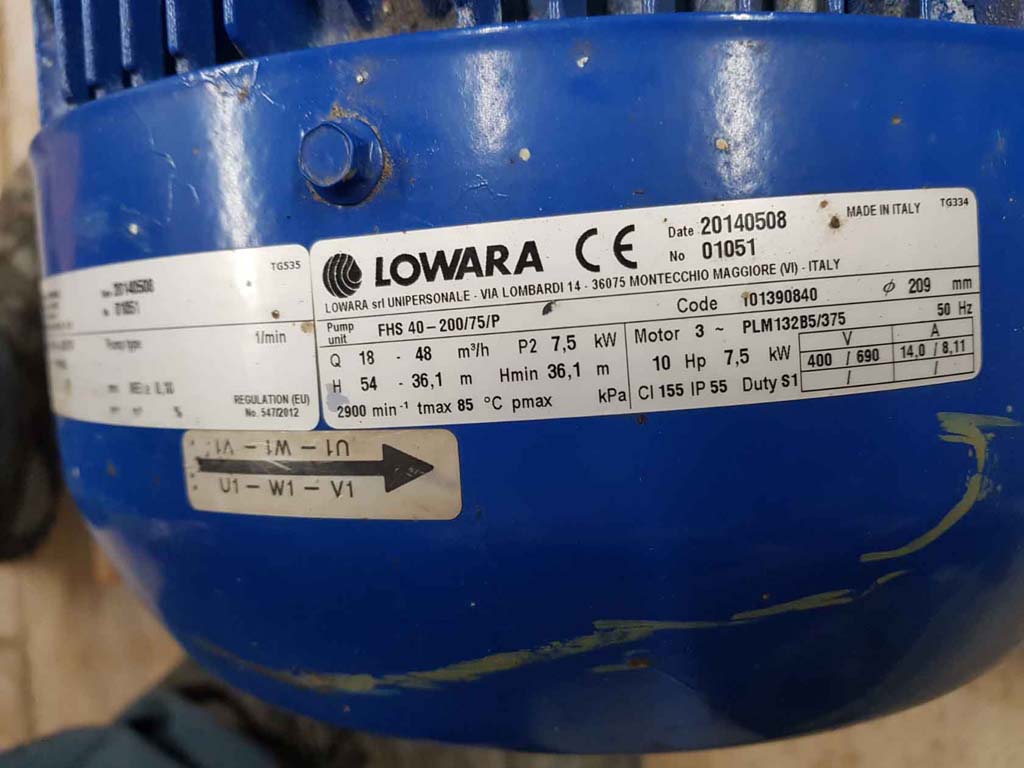 TG535
20140508
01051
1/min
REGULATION (EU)
No. 547/2012
%
LOWARA CE
Date 20140508
No 01051
MADE IN ITALY TG334
LOWARA srl UNIPERSONALE - VIA LOMBARDI 14 - 36075 MONTECCHIO MAGGIORE (VI) - ITALY
Pump unit FHS 40-200/75/P Code 101390840 ϕ 209 mm
Q 18 - 48 m³/h P2 7,5 kW
H 54 - 36,1 m Hmin 36,1 m
2900 min⁻¹ tmax 85 °C pmax kPa
Motor 3 ~ PLM132B5/375 50 Hz
10 Hp 7,5 kW
Cl 155 IP 55 Duty S1
V A
400 / 690 14,0 / 8,11
/ /
U1 - W1 - V1
U1 - W1 - V1